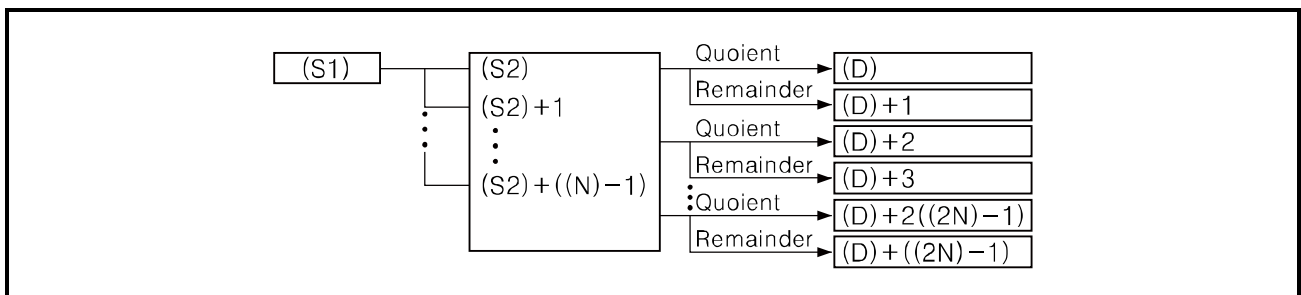 (S1)
(S2)
(S2)+1
(S2)+((N)-1)
Quoient
(D)
Remainder
(D)+1
Quoient
(D)+2
Remainder
(D)+3
Quoient
(D)+2((2N)-1)
Remainder
(D)+((2N)-1)